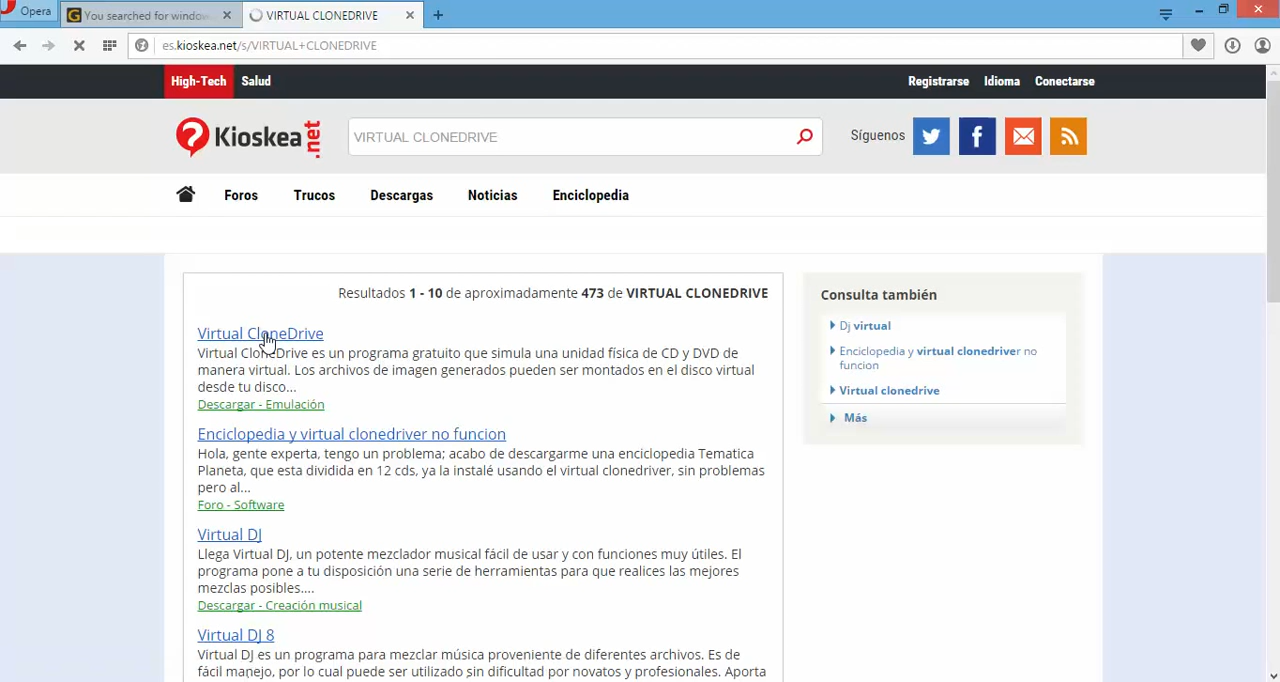 Opera
You searched for window
VIRTUAL CLONEDRIVE
es.kioskea.net/s/VIRTUAL+CLONEDRIVE
High-Tech
Salud
Registrarse
Idioma
Conectarse
Kioskea.net
VIRTUAL CLONEDRIVE
Síguenos
Foros
Trucos
Descargas
Noticias
Enciclopedia
Resultados 1 - 10 de aproximadamente 473 de VIRTUAL CLONEDRIVE
Virtual CloneDrive
Virtual CloneDrive es un programa gratuito que simula una unidad física de CD y DVD de
manera virtual. Los archivos de imagen generados pueden ser montados en el disco virtual
desde tu disco...
Descargar - Emulación
Enciclopedia y virtual clonedriver no funcion
Hola, gente experta, tengo un problema; acabo de descargarme una enciclopedia Tematica
Planeta, que esta dividida en 12 cds, ya la instalé usando el virtual clonedriver, sin problemas
pero al...
Foro - Software
Virtual DJ
Llega Virtual DJ, un potente mezclador musical fácil de usar y con funciones muy útiles. El
programa pone a tu disposición una serie de herramientas para que realices las mejores
mezclas posibles....
Descargar - Creación musical
Virtual DJ 8
Virtual DJ es un programa para mezclar música proveniente de diferentes archivos. Es de
fácil manejo, por lo cual puede ser utilizado sin dificultad por novatos y profesionales. Aporta
Consulta también
Dj virtual
Enciclopedia y virtual clonedriver no
funcion
Virtual clonedrive
Más